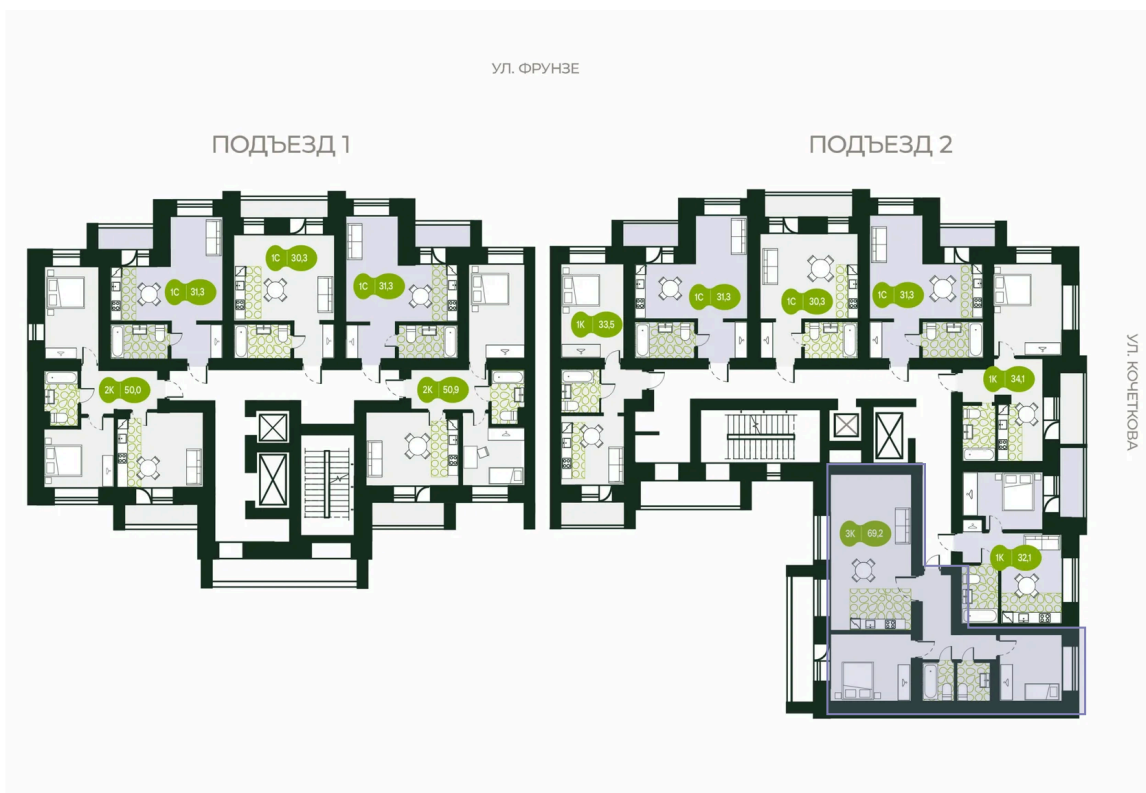 УЛ. ФРУНЗЕ
ПОДЪЕЗД 1
ПОДЪЕЗД 2
1С 31,3
1С 30,3
1С 31,3
2К 50,0
2К 50,9
1К 33,5
1С 31,3
1С 30,3
1С 31,3
1К 34,1
3К 69,2
1К 32,1
УЛ. КОЧЕТКОВА